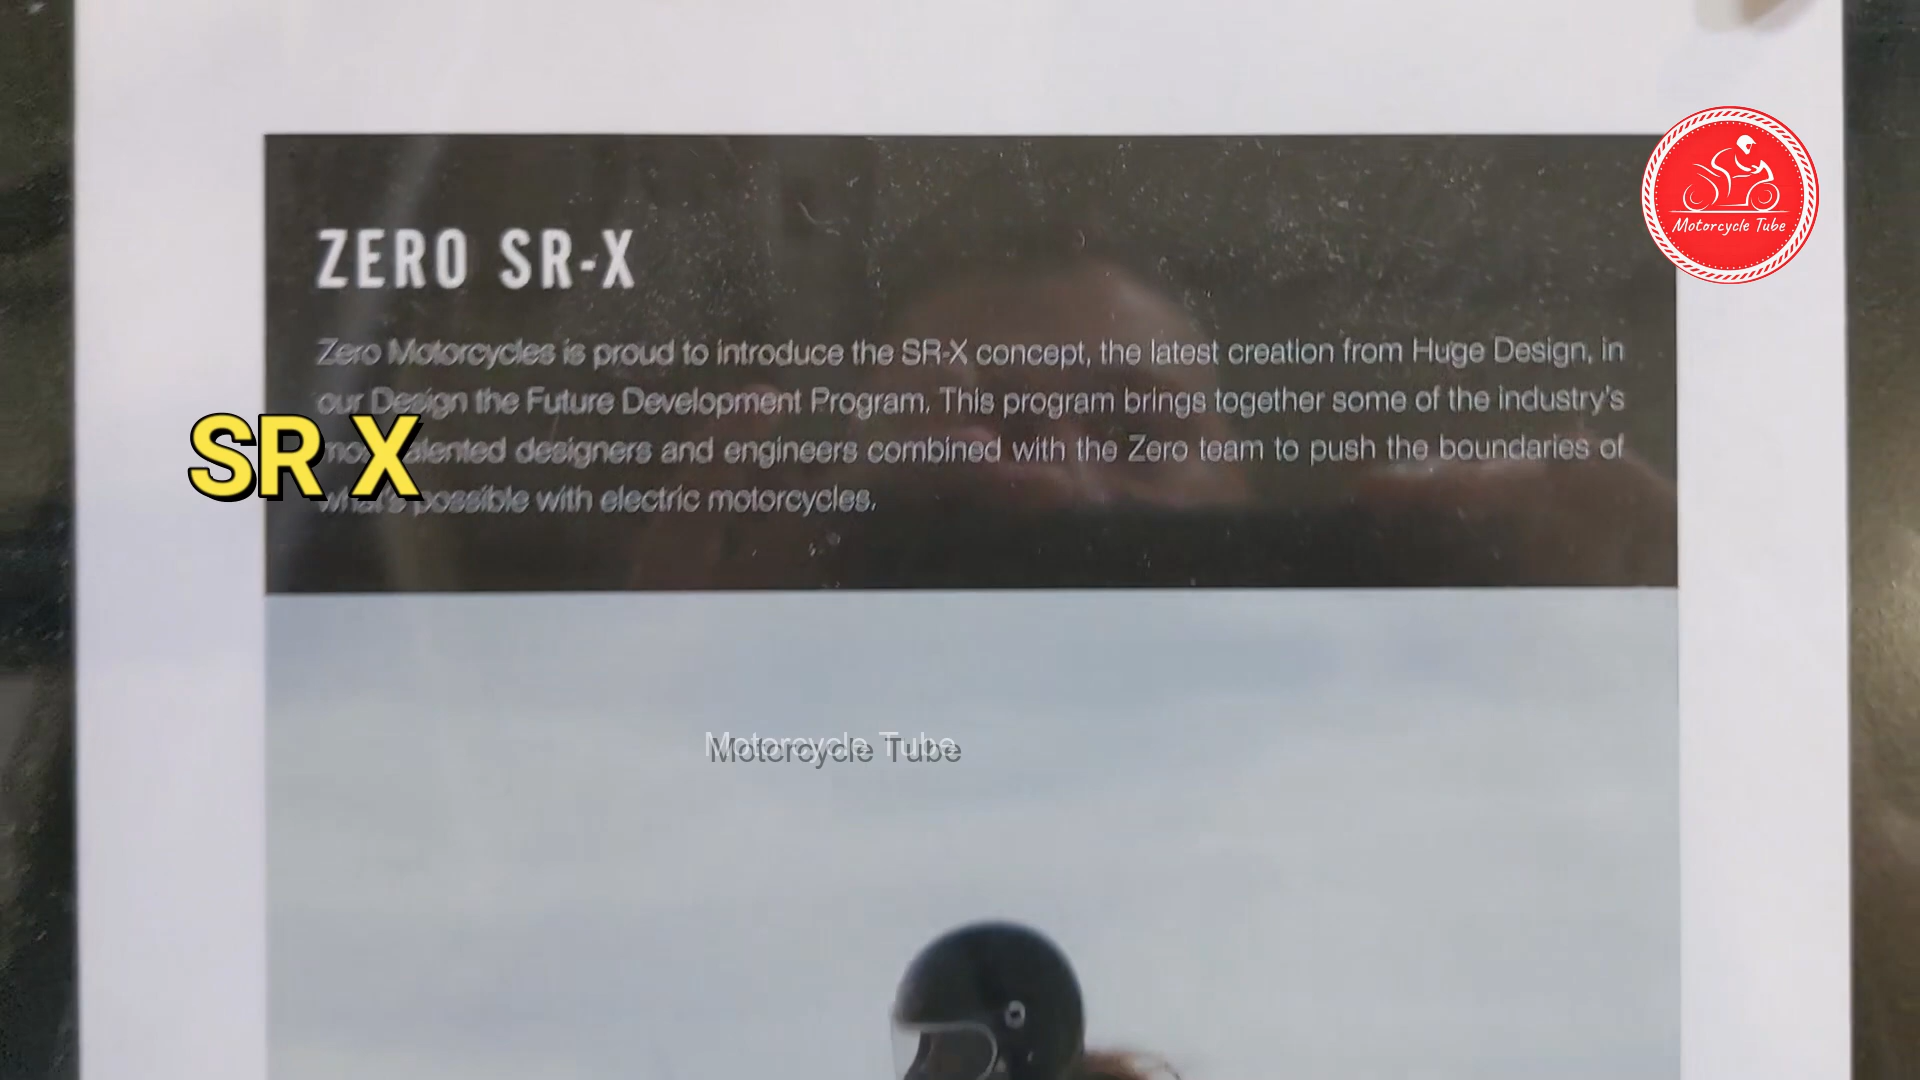 ZERO SR-X
Zero Motorcycles is proud to introduce the SR-X concept, the latest creation from Huge Design, in
our Design the Future Development Program. This program brings together some of the industry's
talented designers and engineers combined with the Zero team to push the boundaries of
what's possible with electric motorcycles.
SR X
Motorcycle Tube
Motorcycle Tube